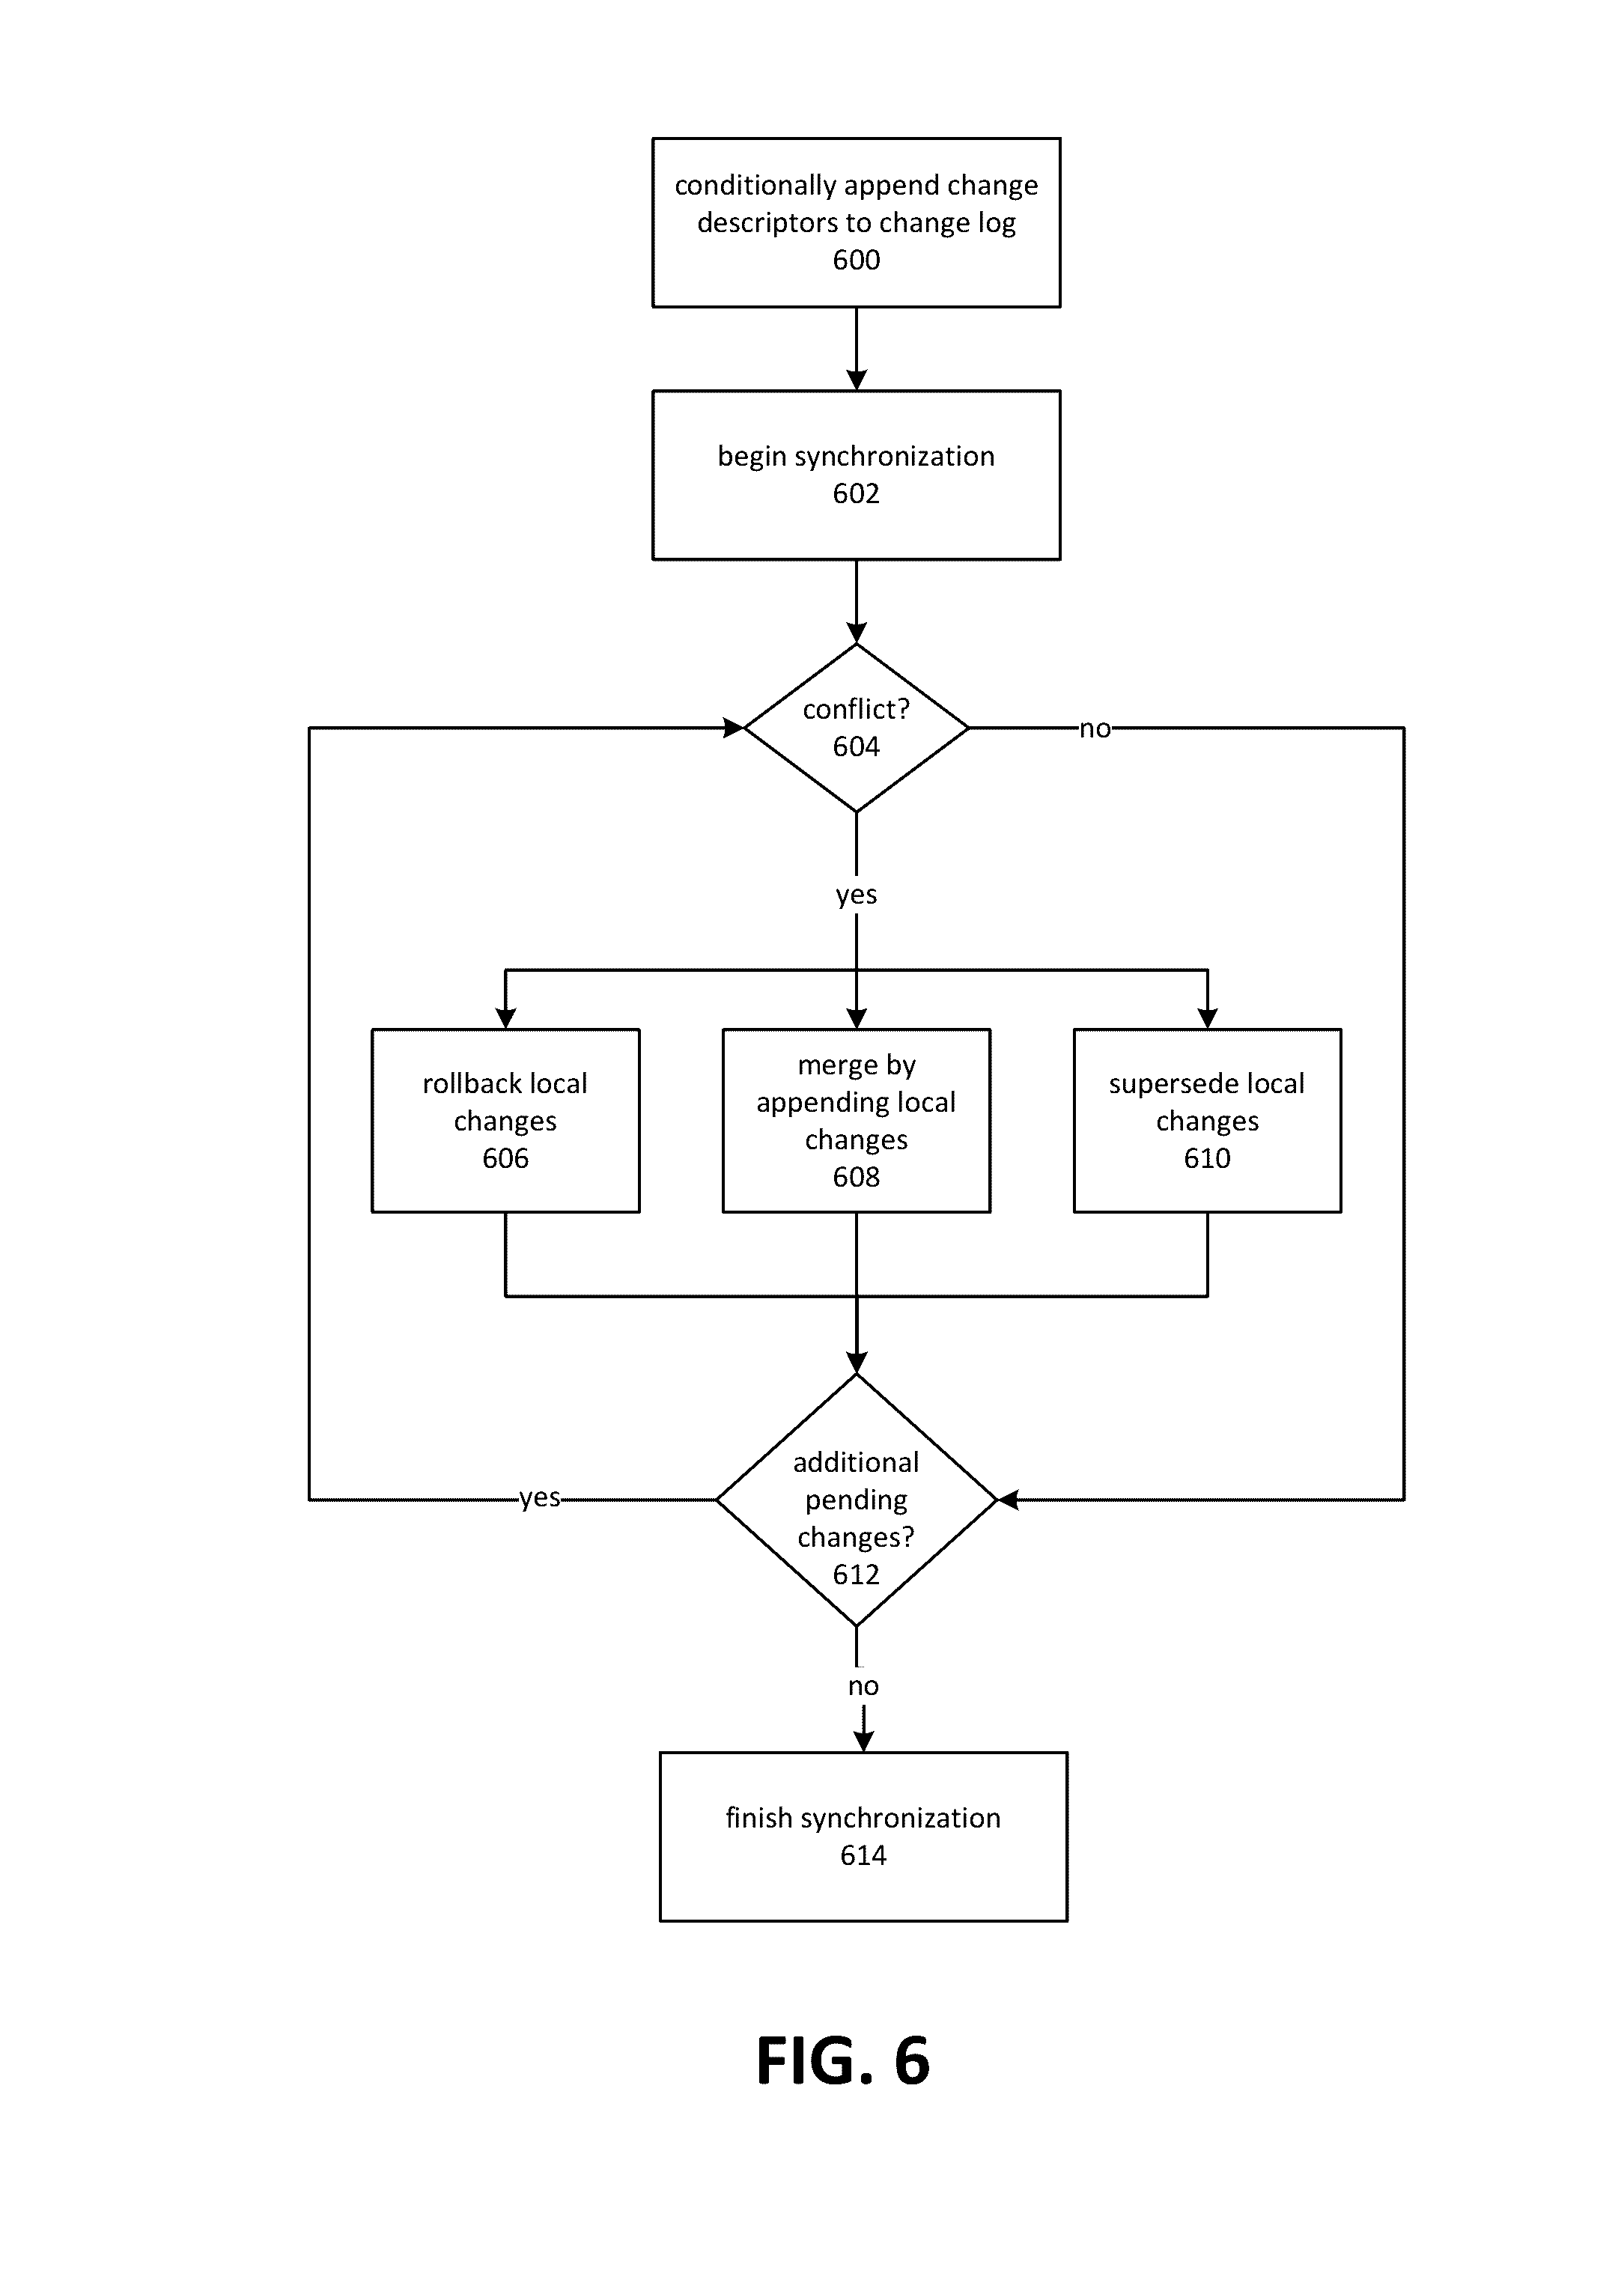 conditionally append change
descriptors to change log
600
begin synchronization
602
conflict?
604
no
yes
rollback local
changes
606
merge by
appending local
changes
608
supersede local
changes
610
additional
pending
changes?
612
yes
no
finish synchronization
614
FIG. 6